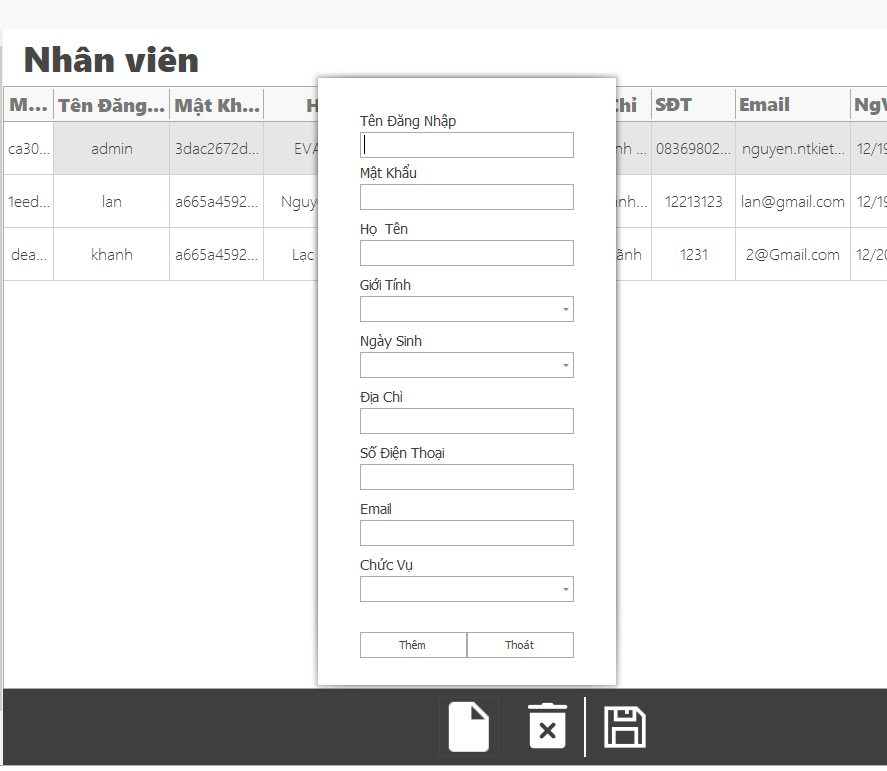 Nhân viên
M... Tên Đăng... Mật Kh... H Chỉ SĐT Email NgV
ca30... admin 3dac2672d... EVA nh ... 08369802... nguyen.ntkiet... 12/19
1eed... lan a665a4592... Nguy ình... 12213123 lan@gmail.com 12/19
dea... khanh a665a4592... Lạc ãnh 1231 2@Gmail.com 12/20
Tên Đăng Nhập
Mật Khẩu
Họ Tên
Giới Tính
Ngày Sinh
Địa Chỉ
Số Điện Thoại
Email
Chức Vụ
Thêm Thoát